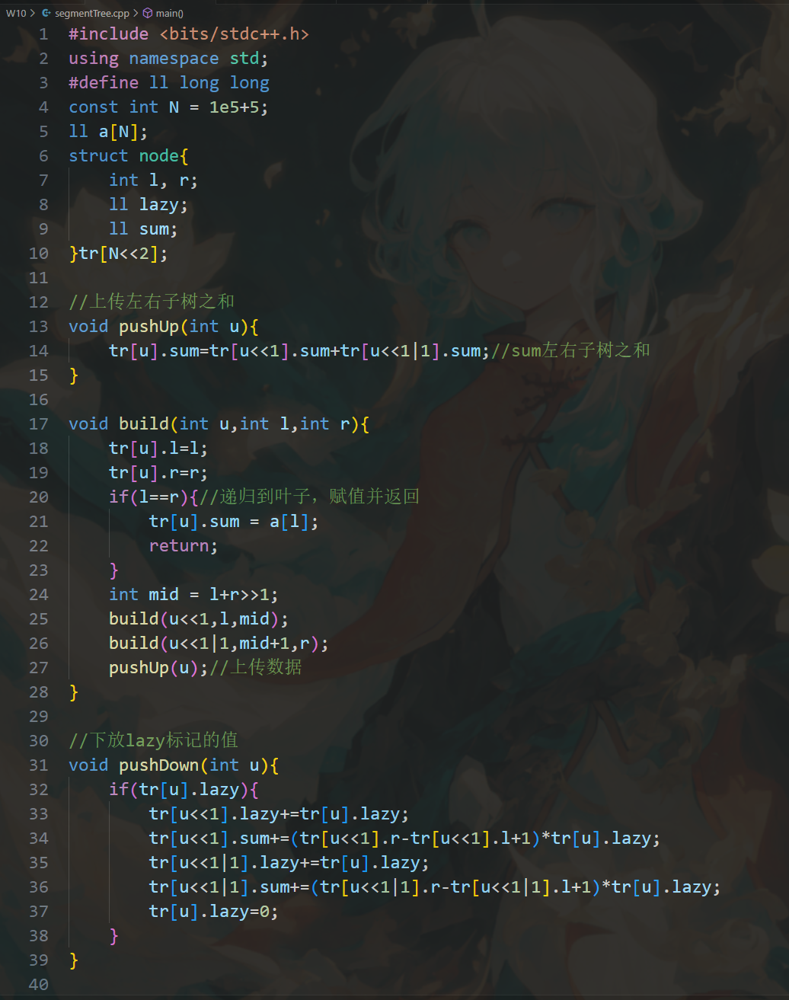 W10 > segmentTree.cpp > main()
1 #include <bits/stdc++.h>
2 using namespace std;
3 #define ll long long
4 const int N = 1e5+5;
5 ll a[N];
6 struct node{
7     int l, r;
8     ll lazy;
9     ll sum;
10 }tr[N<<2];
11
12 //上传左右子树之和
13 void pushUp(int u){
14     tr[u].sum=tr[u<<1].sum+tr[u<<1|1].sum;//sum左右子树之和
15 }
16
17 void build(int u,int l,int r){
18     tr[u].l=l;
19     tr[u].r=r;
20     if(l==r){//递归到叶子，赋值并返回
21         tr[u].sum = a[l];
22         return;
23     }
24     int mid = l+r>>1;
25     build(u<<1,l,mid);
26     build(u<<1|1,mid+1,r);
27     pushUp(u);//上传数据
28 }
29
30 //下放lazy标记的值
31 void pushDown(int u){
32     if(tr[u].lazy){
33         tr[u<<1].lazy+=tr[u].lazy;
34         tr[u<<1].sum+=(tr[u<<1].r-tr[u<<1].l+1)*tr[u].lazy;
35         tr[u<<1|1].lazy+=tr[u].lazy;
36         tr[u<<1|1].sum+=(tr[u<<1|1].r-tr[u<<1|1].l+1)*tr[u].lazy;
37         tr[u].lazy=0;
38     }
39 }
40